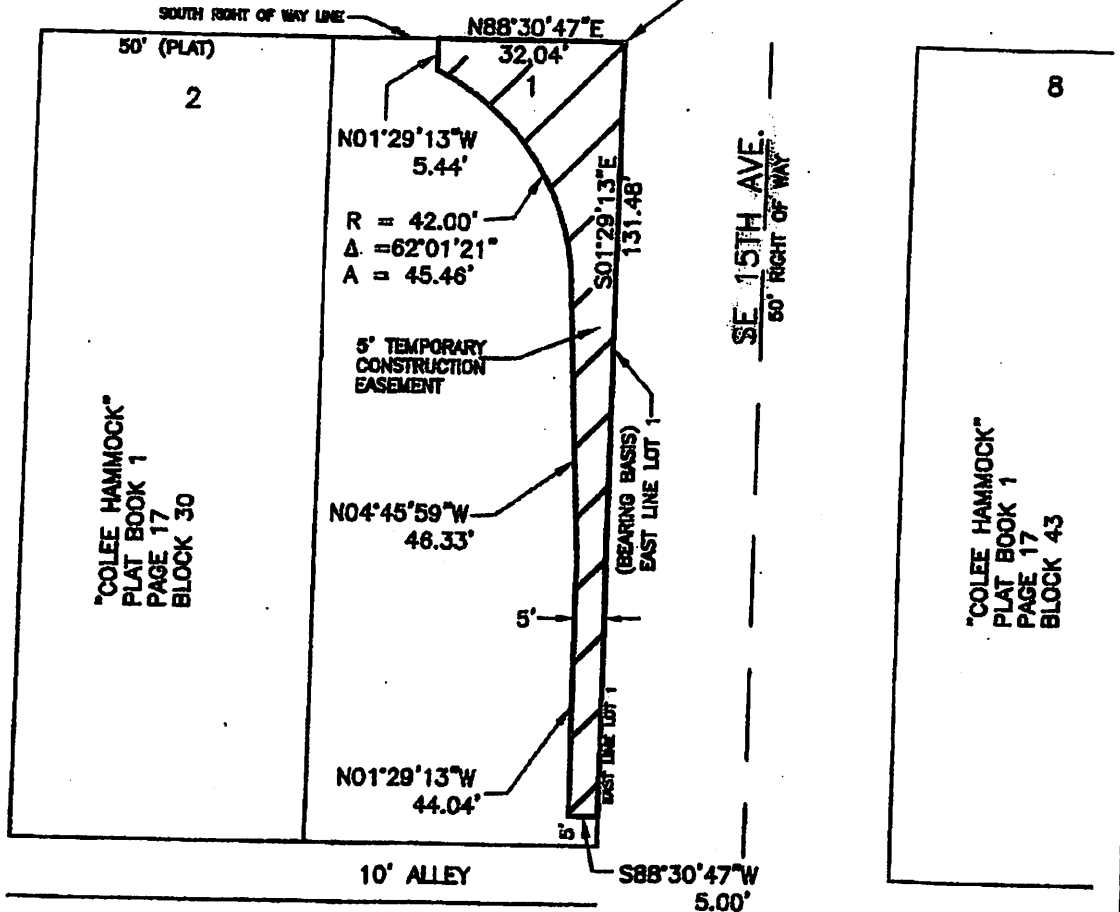 SOUTH RIGHT OF WAY LINE
N88°30'47"E
32.04'
50' (PLAT)
2
1
8
N01°29'13"W
5.44'
R = 42.00'
Δ =62°01'21"
A = 45.46'
S01°29'13"E
131.48'
SE 15TH AVE.
50' RIGHT OF WAY
5' TEMPORARY
CONSTRUCTION
EASEMENT
(BEARING BASIS)
EAST LINE LOT 1
"COLEE HAMMOCK"
PLAT BOOK 1
PAGE 17
BLOCK 30
N04°45'59"W
46.33'
"COLEE HAMMOCK"
PLAT BOOK 1
PAGE 17
BLOCK 43
5'
EAST LINE LOT 1
N01°29'13"W
44.04'
5'
10' ALLEY
S88°30'47"W
5.00'